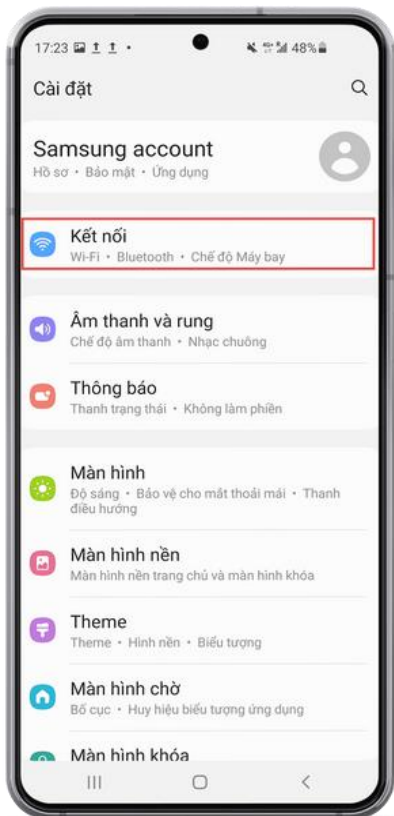 17:23 48%
Cài đặt
Samsung account
Hồ sơ • Bảo mật • Ứng dụng
Kết nối
Wi-Fi • Bluetooth • Chế độ Máy bay
Âm thanh và rung
Chế độ âm thanh • Nhạc chuông
Thông báo
Thanh trạng thái • Không làm phiền
Màn hình
Độ sáng • Bảo vệ cho mắt thoải mái • Thanh
điều hướng
Màn hình nền
Màn hình nền trang chủ và màn hình khóa
Theme
Theme • Hình nền • Biểu tượng
Màn hình chờ
Bố cục • Huy hiệu biểu tượng ứng dụng
Màn hình khóa